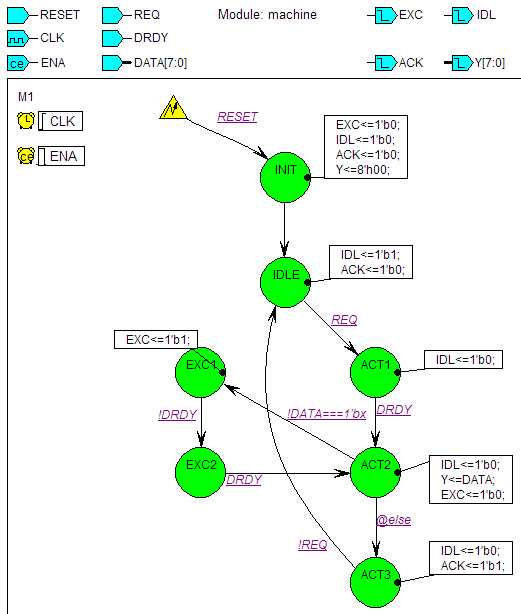 RESET
REQ
Module: machine
EXC
IDL
CLK
DRDY
ce
ENA
DATA[7:0]
ACK
Y[7:0]
M1
CLK
ce
ENA
RESET
INIT
EXC<=1'b0;
IDL<=1'b0;
ACK<=1'b0;
Y<=8'h00;
IDLE
IDL<=1'b1;
ACK<=1'b0;
REQ
EXC<=1'b1;
EXC1
ACT1
IDL<=1'b0;
!DRDY
!DATA===1'bx
DRDY
EXC2
DRDY
ACT2
IDL<=1'b0;
Y<=DATA;
EXC<=1'b0;
@else
!REQ
ACT3
IDL<=1'b0;
ACK<=1'b1;